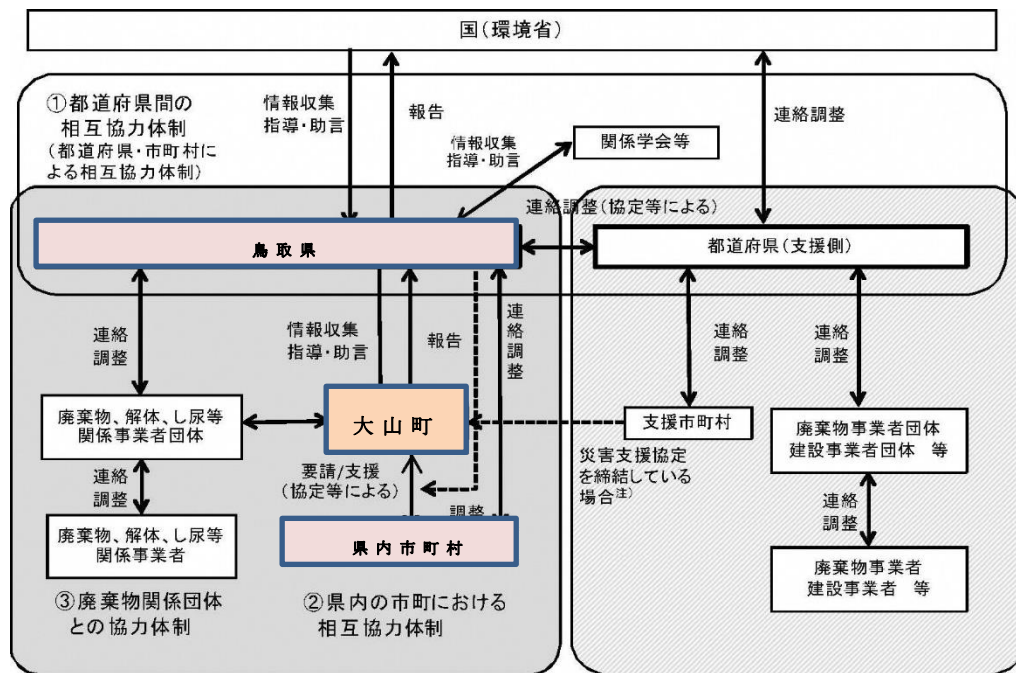 国(環境省)
①都道府県間の
相互協力体制
(都道府県・市町村に
よる相互協力体制)
情報収集
指導・助言
報告
情報収集
指導・助言
関係学会等
連絡調整
連絡調整(協定等による)
鳥取県
都道府県(支援側)
連絡
調整
情報収集
指導・助言
報告
連絡調整
連絡
調整
連絡
調整
廃棄物、解体、し尿等
関係事業者団体
大山町
支援市町村
廃棄物事業者団体
建設事業者団体 等
災害支援協定
を締結している
場合注)
要請/支援
(協定等による)
連絡
調整
調整
連絡
調整
廃棄物、解体、し尿等
関係事業者
県内市町村
廃棄物事業者
建設事業者 等
③廃棄物関係団体
との協力体制
②県内の市町における
相互協力体制